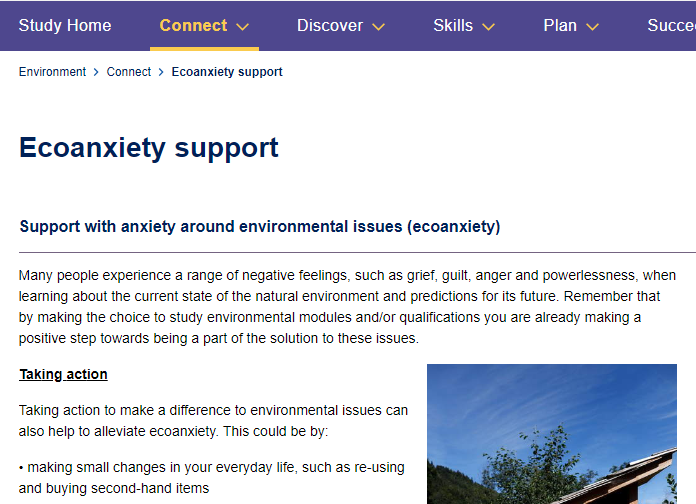 Study Home Connect Discover Skills Plan
Environment > Connect > Ecoanxiety support
Ecoanxiety support
Support with anxiety around environmental issues (ecoanxiety)
Many people experience a range of negative feelings, such as grief, guilt, anger and powerlessness, when
learning about the current state of the natural environment and predictions for its future. Remember that
by making the choice to study environmental modules and/or qualifications you are already making a
positive step towards being a part of the solution to these issues.
Taking action
Taking action to make a difference to environmental issues can
also help to alleviate ecoanxiety. This could be by:
• making small changes in your everyday life, such as re-using
and buying second-hand items